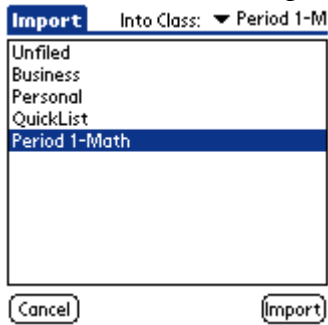 Import Into Class: Period 1-M
Unfiled
Business
Personal
QuickList
Period 1-Math
Cancel Import